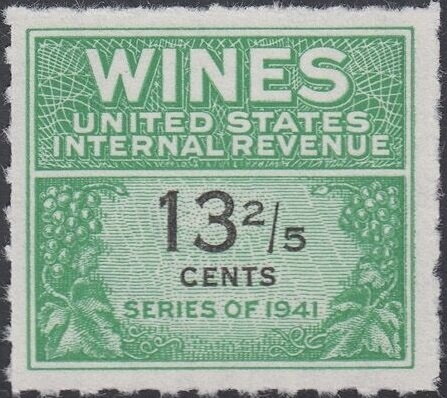 WINES
UNITED STATES
INTERNAL REVENUE
13 2/5
CENTS
SERIES OF 1941